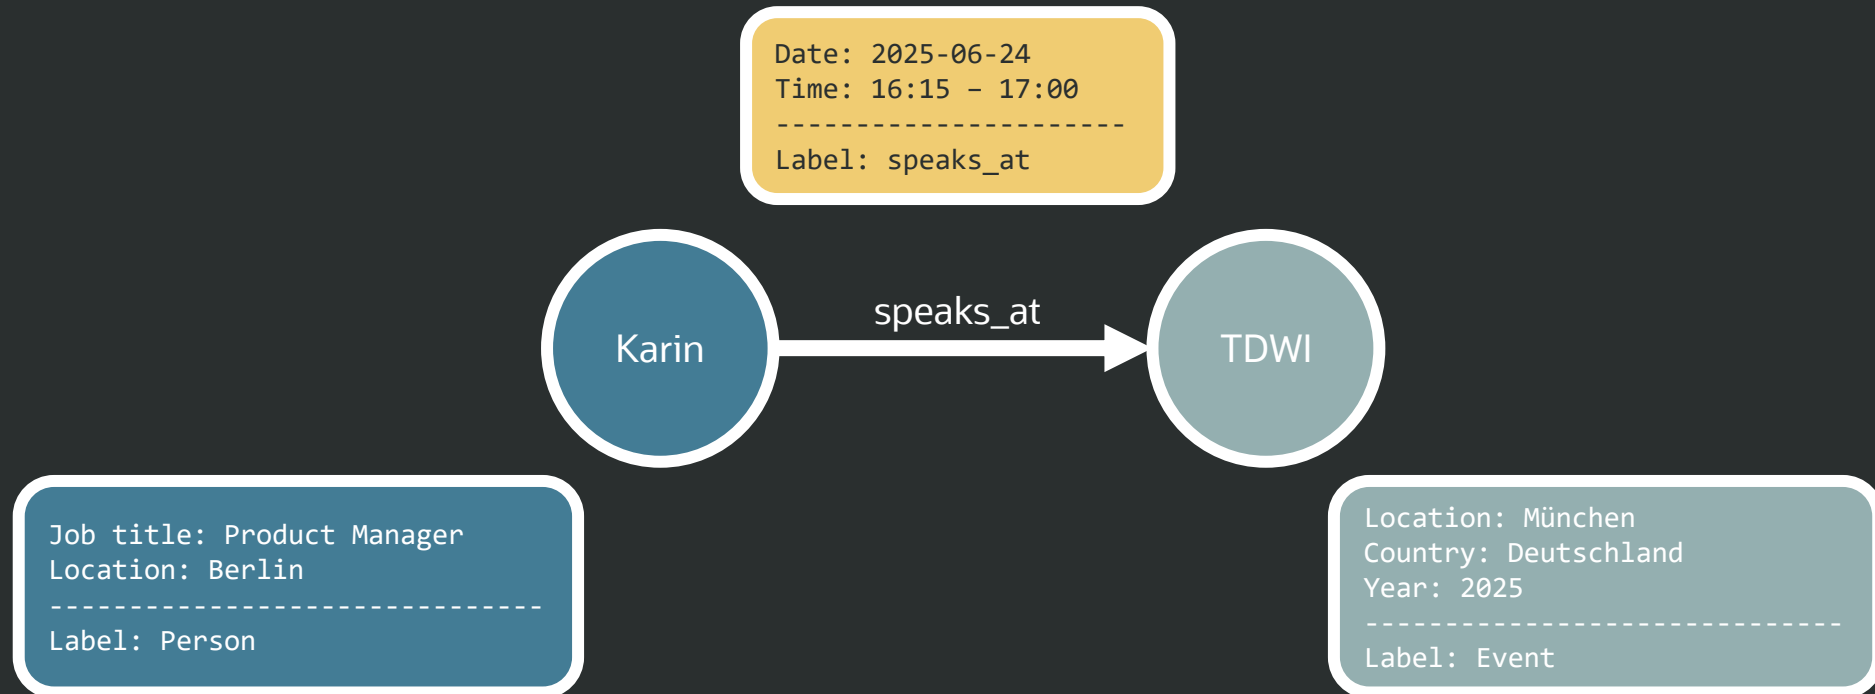 Date: 2025-06-24
Time: 16:15 – 17:00
----------------------
Label: speaks_at
speaks_at
Karin
TDWI
Job title: Product Manager
Location: Berlin
-------------------------------
Label: Person
Location: München
Country: Deutschland
Year: 2025
------------------------------
Label: Event